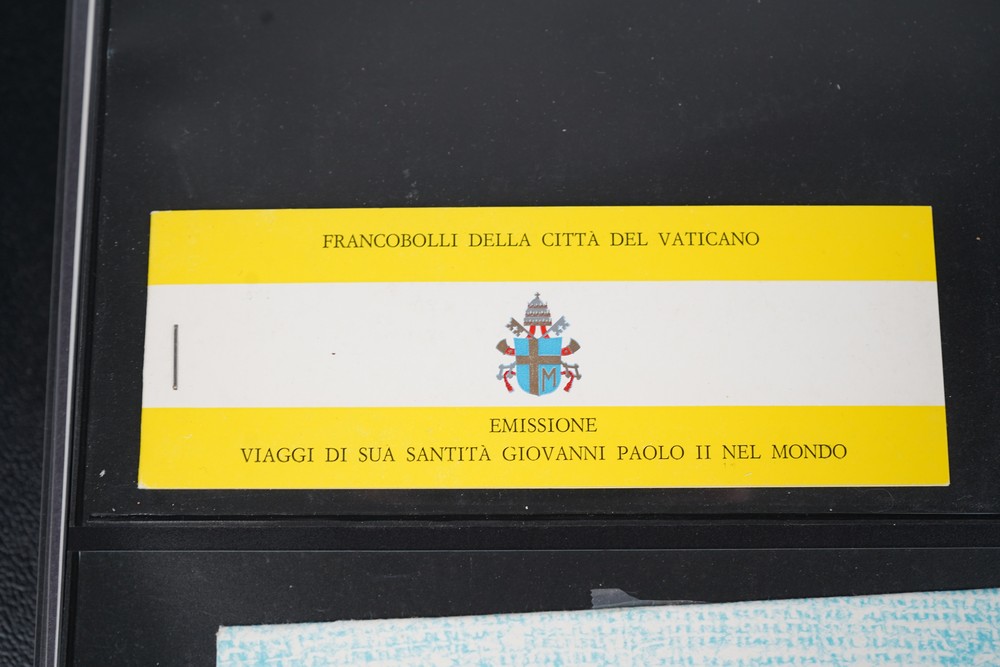 FRANCOBOLLI DELLA CITTÀ DEL VATICANO
M
EMISSIONE
VIAGGI DI SUA SANTITÀ GIOVANNI PAOLO II NEL MONDO